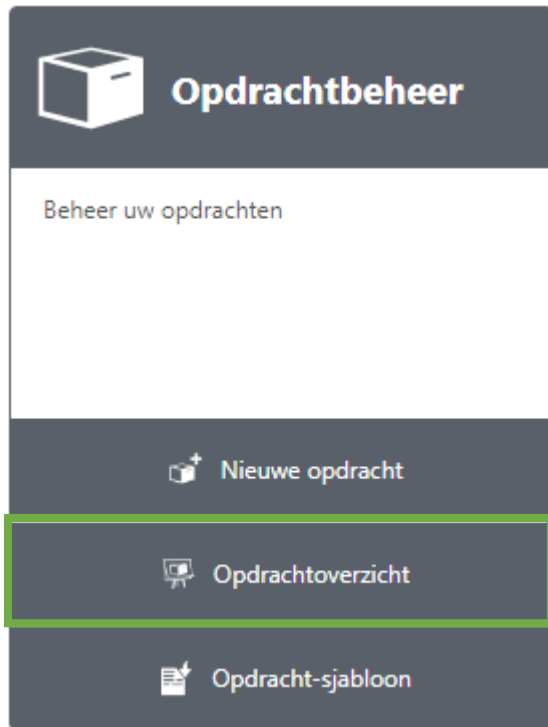 Opdrachtbeheer
Beheer uw opdrachten
Nieuwe opdracht
Opdrachtoverzicht
Opdracht-sjabloon